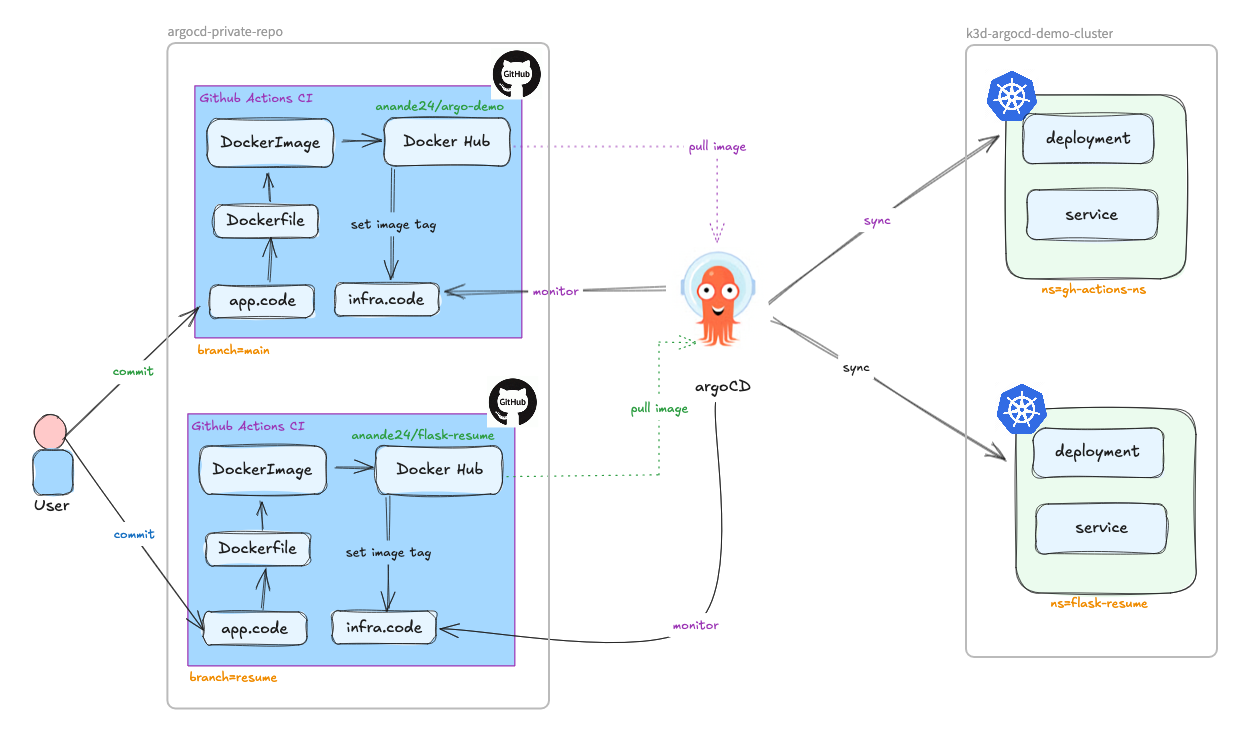 argocd-private-repo
k3d-argocd-demo-cluster
GitHub
Github Actions CI
anande24/argo-demo
DockerImage
Docker Hub
pull image
deployment
Dockerfile
set image tag
service
sync
app.code
infra.code
monitor
ns=gh-actions-ns
branch=main
commit
sync
argoCD
GitHub
pull image
Github Actions CI
anande24/flask-resume
DockerImage
Docker Hub
deployment
User
commit
Dockerfile
set image tag
service
app.code
infra.code
monitor
ns=flask-resume
branch=resume